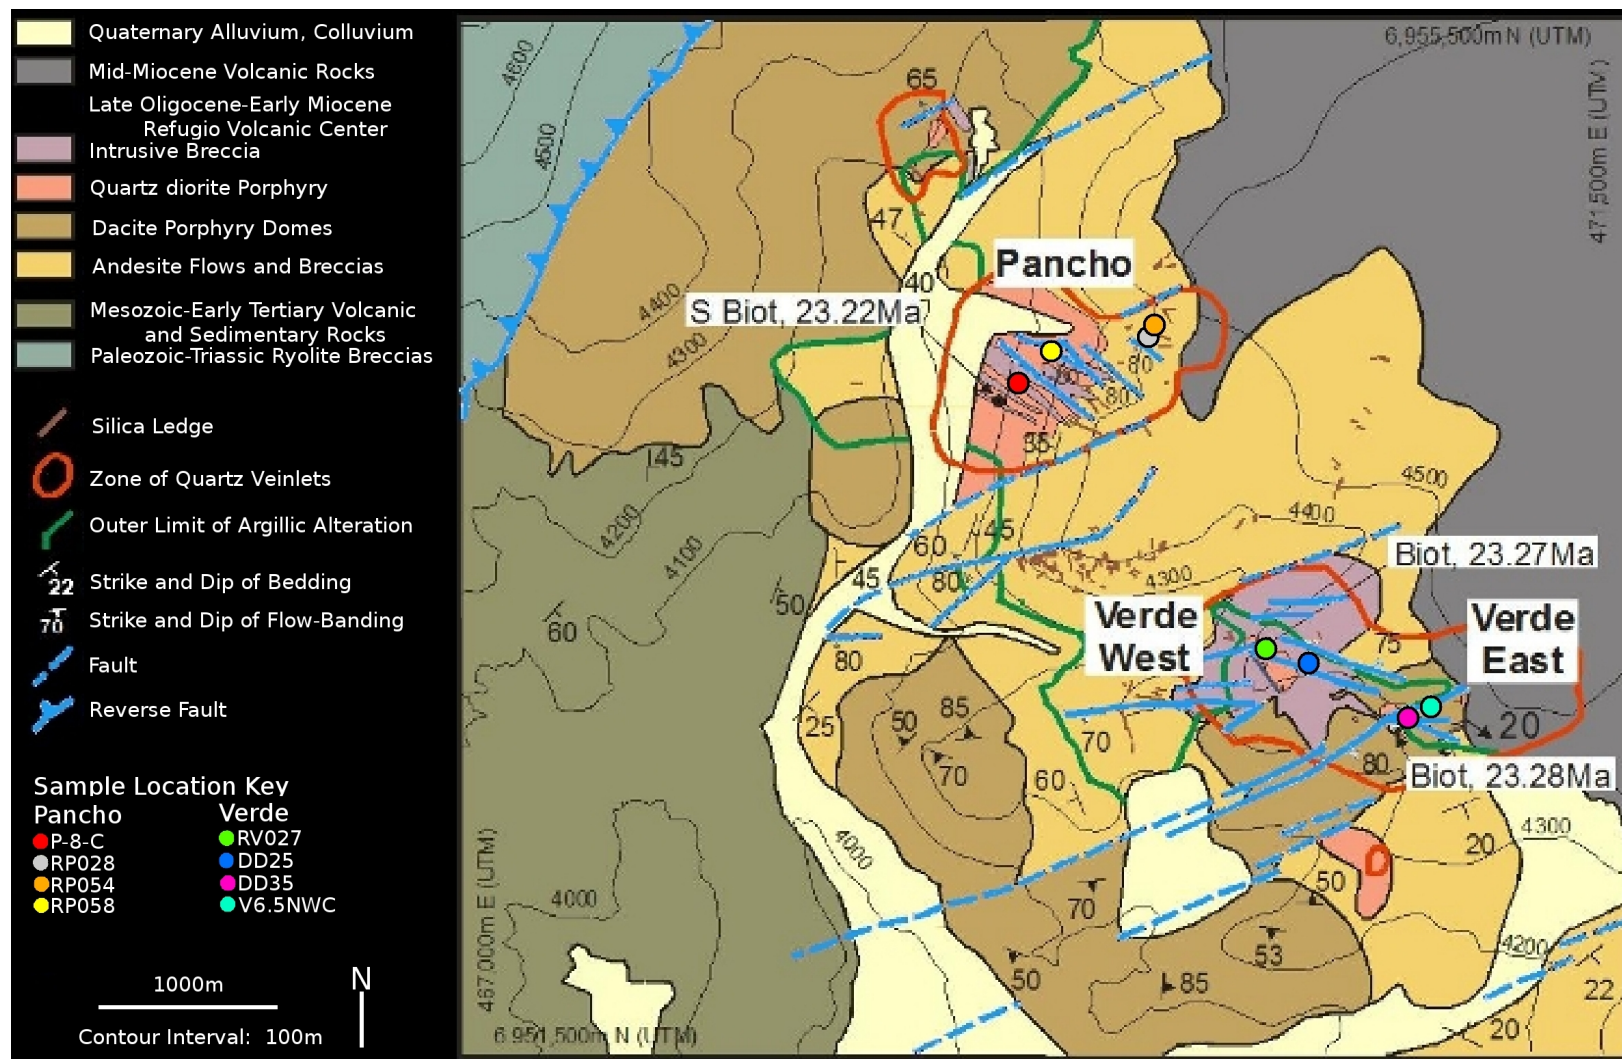 Quaternary Alluvium, Colluvium
Mid-Miocene Volcanic Rocks
Late Oligocene-Early Miocene
Refugio Volcanic Center
Intrusive Breccia
Quartz diorite Porphyry
Dacite Porphyry Domes
Andesite Flows and Breccias
Mesozoic-Early Tertiary Volcanic
and Sedimentary Rocks
Paleozoic-Triassic Ryolite Breccias
Silica Ledge
Zone of Quartz Veinlets
Outer Limit of Argillic Alteration
22
Strike and Dip of Bedding
70
Strike and Dip of Flow-Banding
Fault
Reverse Fault
Sample Location Key
Pancho
P-8-C
RP028
RP054
RP058
Verde
RV027
DD25
DD35
V6.5NWC
1000m
N
Contour Interval: 100m
6,955,500m N (UTM)
471,500m E (UTM)
4600
4500
65
47
40
Pancho
S Biot, 23.22Ma
4400
4300
80
80
80
35
45
4500
4400
4200
4100
60
45
45
80
4300
Biot, 23.27Ma
50
60
Verde
West
Verde
East
75
80
25
50
85
70
70
60
20
80
Biot, 23.28Ma
4000
4000
4300
20
50
70
53
50
85
4200
22
20
467,000m E (UTM)
6,951,500m N (UTM)